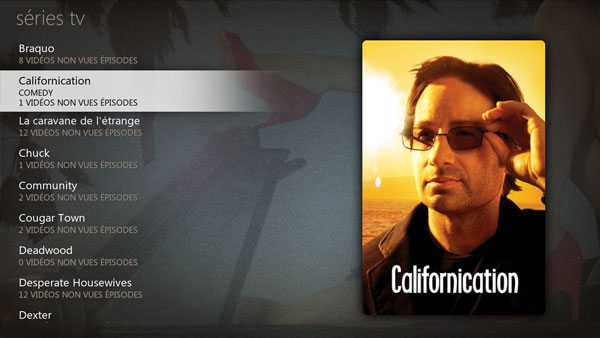 séries tv
Braquo
8 VIDÉOS NON VUES ÉPISODES
Californication
COMEDY
1 VIDÉOS NON VUES ÉPISODES
La caravane de l'étrange
12 VIDÉOS NON VUES ÉPISODES
Chuck
1 VIDÉOS NON VUES ÉPISODES
Community
2 VIDÉOS NON VUES ÉPISODES
Cougar Town
2 VIDÉOS NON VUES ÉPISODES
Deadwood
0 VIDÉOS NON VUES ÉPISODES
Desperate Housewives
12 VIDÉOS NON VUES ÉPISODES
Dexter
Californication